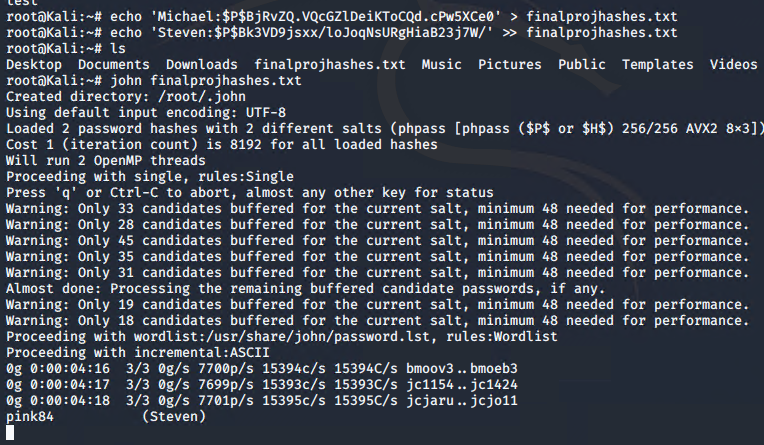 test
root@Kali:~# echo 'Michael:$P$BjRvZQ.VQcGZlDeiKToCQd.cPw5XCe0' > finalprojhashes.txt
root@Kali:~# echo 'Steven:$P$Bk3VD9jsxx/loJoqNsURgHiaB23j7W/' >> finalprojhashes.txt
root@Kali:~# ls
Desktop  Documents  Downloads  finalprojhashes.txt  Music  Pictures  Public  Templates  Videos
root@Kali:~# john finalprojhashes.txt
Created directory: /root/.john
Using default input encoding: UTF-8
Loaded 2 password hashes with 2 different salts (phpass [phpass ($P$ or $H$) 256/256 AVX2 8×3])
Cost 1 (iteration count) is 8192 for all loaded hashes
Will run 2 OpenMP threads
Proceeding with single, rules:Single
Press 'q' or Ctrl-C to abort, almost any other key for status
Warning: Only 33 candidates buffered for the current salt, minimum 48 needed for performance.
Warning: Only 28 candidates buffered for the current salt, minimum 48 needed for performance.
Warning: Only 45 candidates buffered for the current salt, minimum 48 needed for performance.
Warning: Only 35 candidates buffered for the current salt, minimum 48 needed for performance.
Warning: Only 31 candidates buffered for the current salt, minimum 48 needed for performance.
Almost done: Processing the remaining buffered candidate passwords, if any.
Warning: Only 19 candidates buffered for the current salt, minimum 48 needed for performance.
Warning: Only 18 candidates buffered for the current salt, minimum 48 needed for performance.
Proceeding with wordlist:/usr/share/john/password.lst, rules:Wordlist
Proceeding with incremental:ASCII
0g 0:00:04:16  3/3 0g/s 7700p/s 15394c/s 15394C/s bmoov3..bmoeb3
0g 0:00:04:17  3/3 0g/s 7699p/s 15393c/s 15393C/s jc1154..jc1424
0g 0:00:04:18  3/3 0g/s 7701p/s 15395c/s 15395C/s jcjaru..jcjo11
pink84           (Steven)